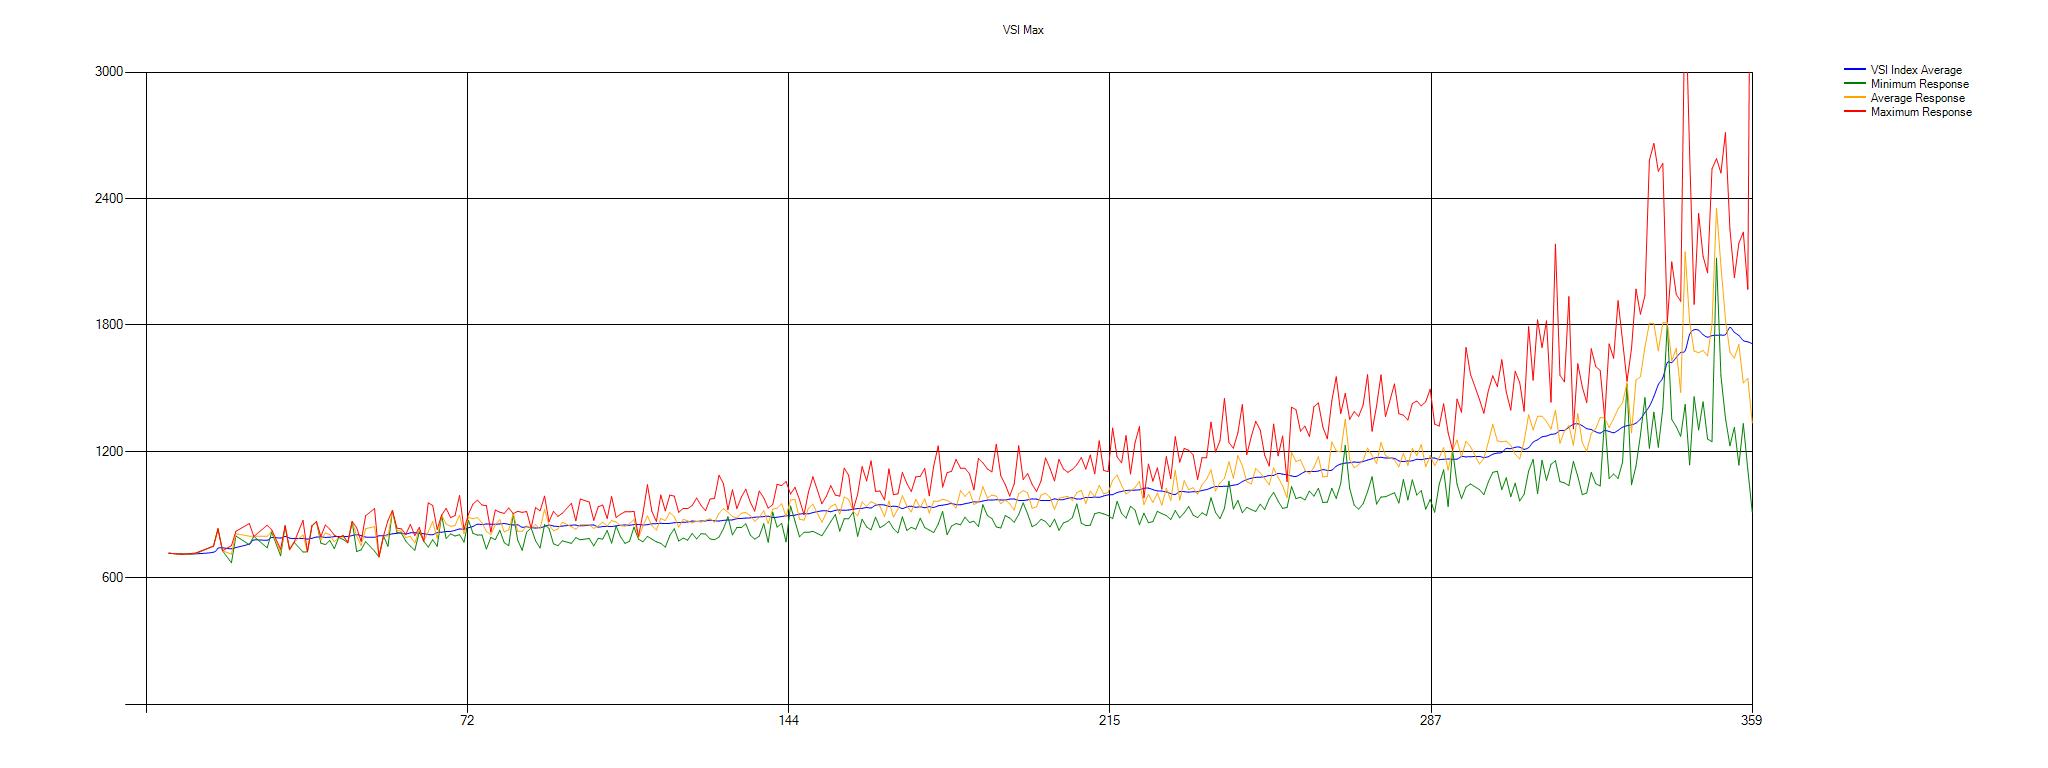 VSI Max
3000
2400
1800
1200
600
72
144
215
287
359
VSI Index Average
Minimum Response
Average Response
Maximum Response